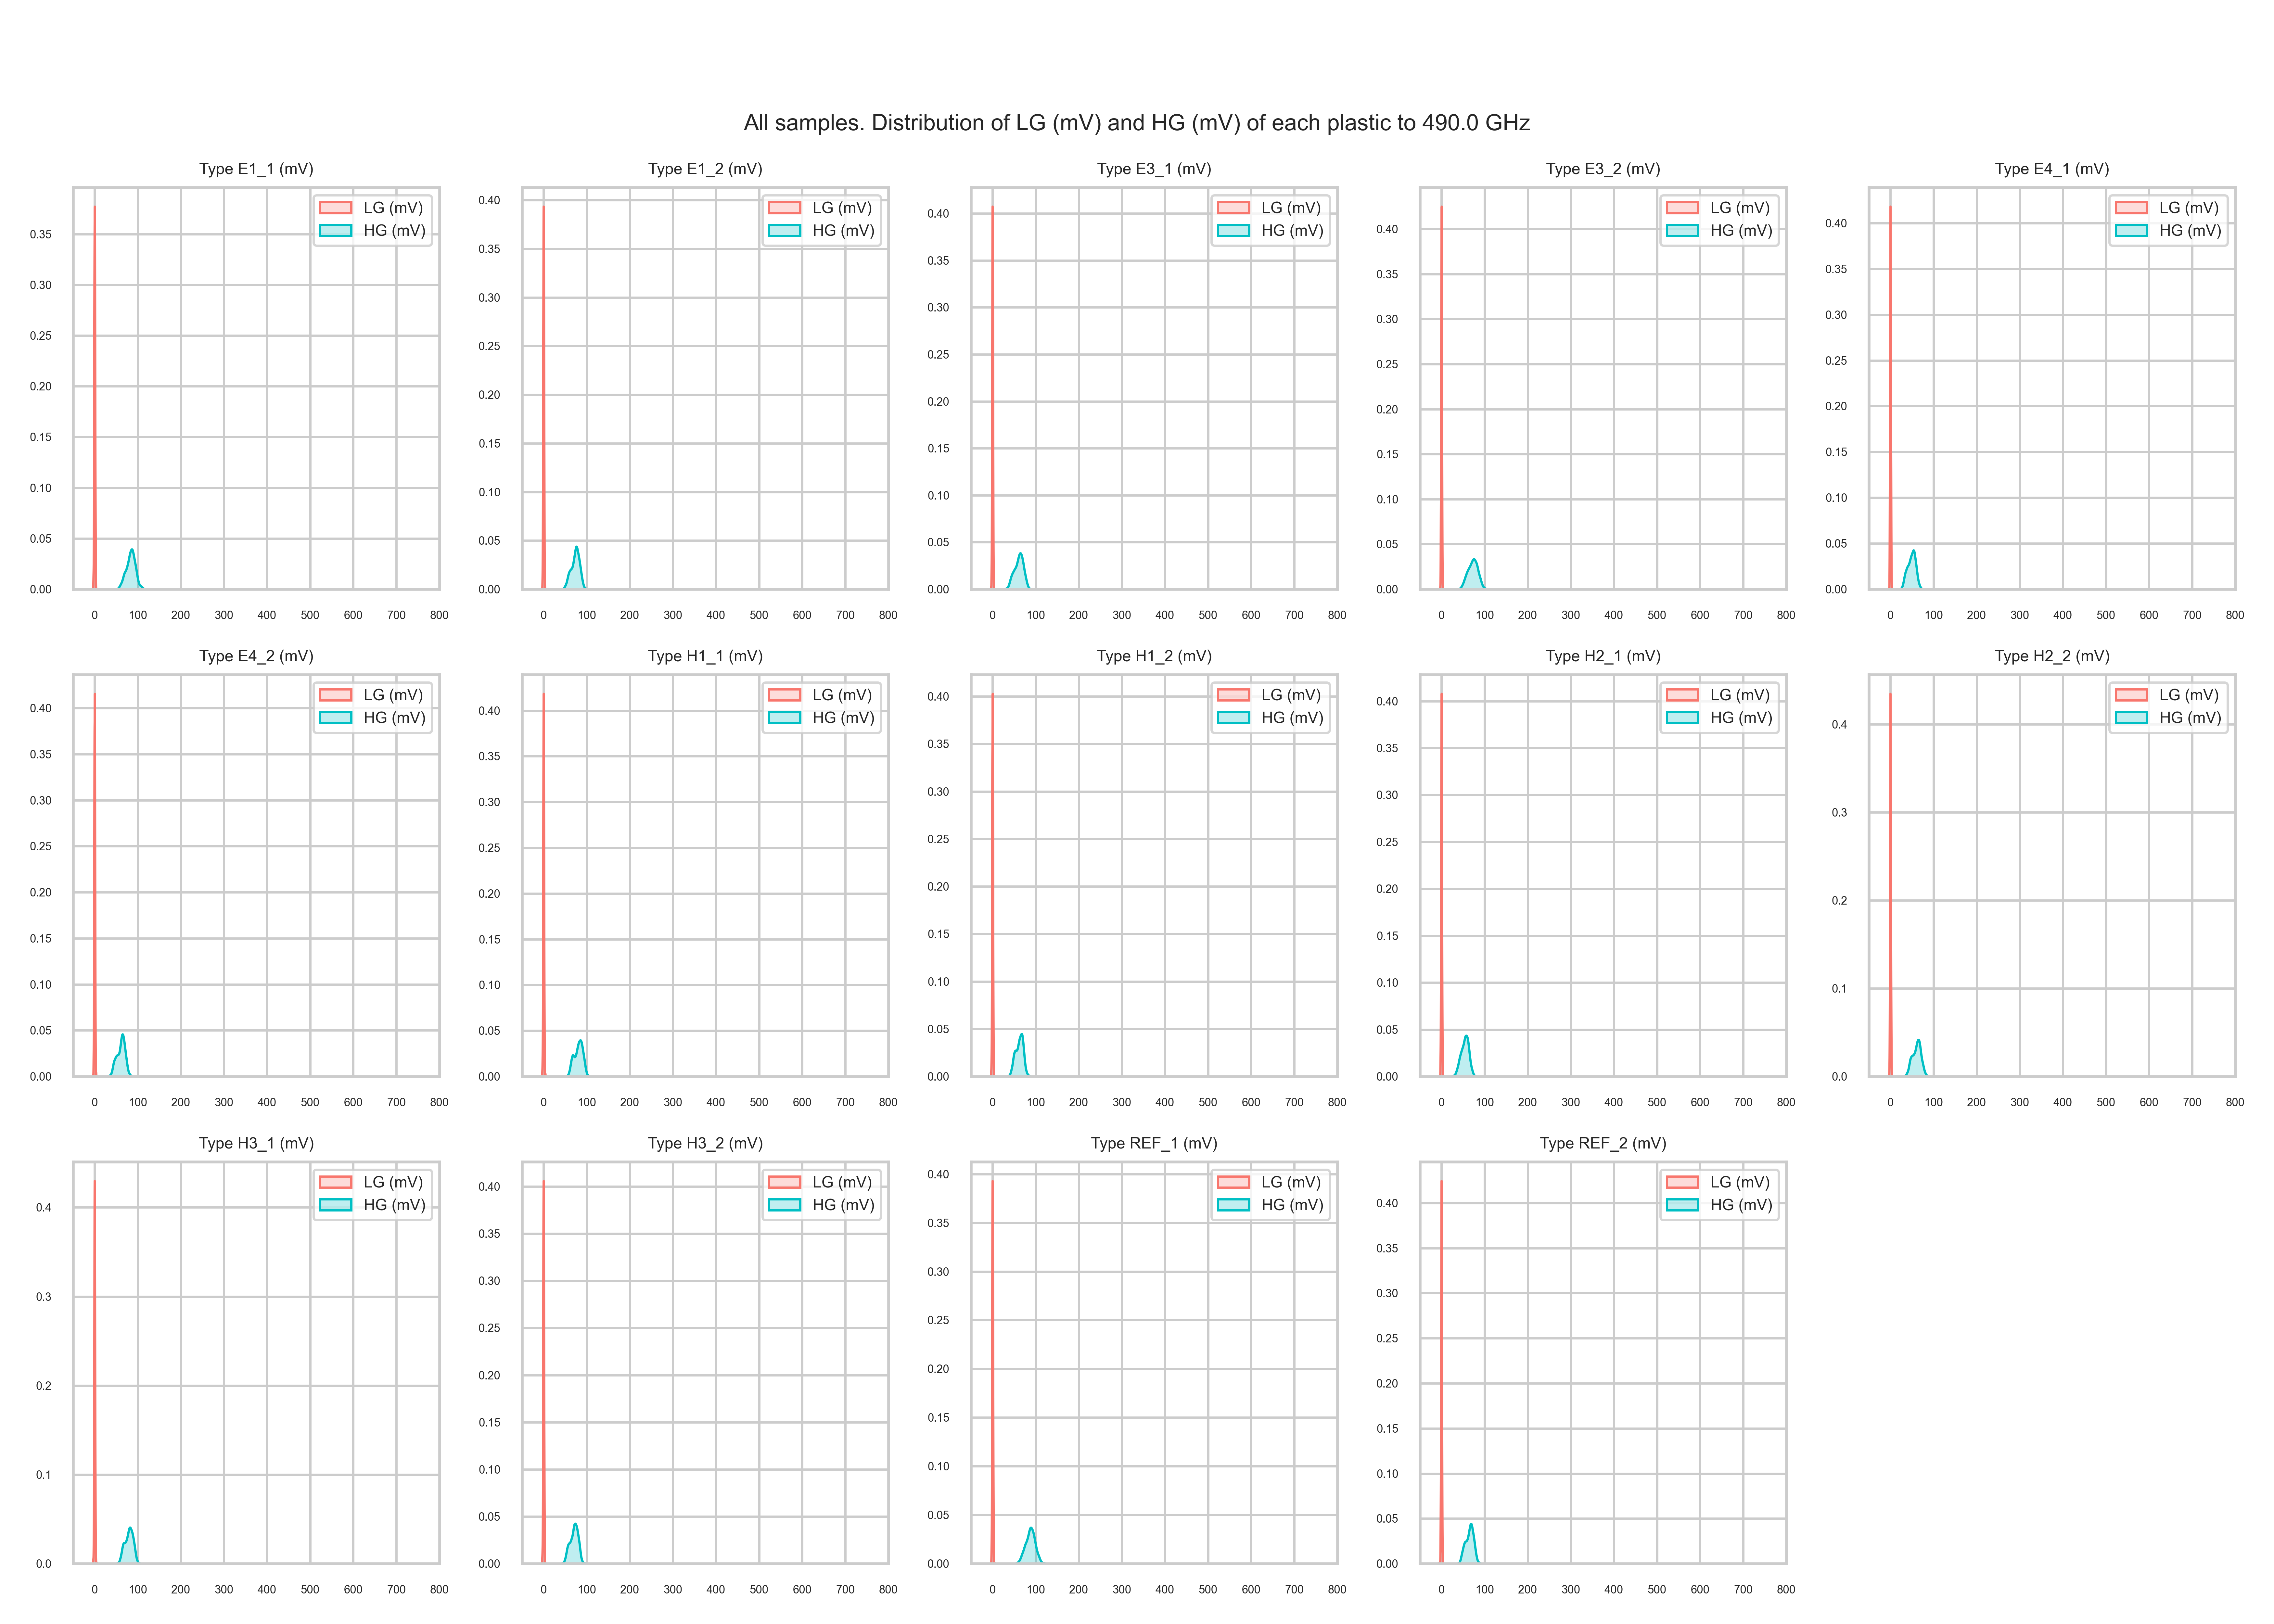 All samples. Distribution of LG (mV) and HG (mV) of each plastic to 490.0 GHz
Type E1_1 (mV)
LG (mV)
HG (mV)
0.35
0.30
0.25
0.20
0.15
0.10
0.05
0.00
0 100 200 300 400 500 600 700 800
Type E1_2 (mV)
LG (mV)
HG (mV)
0.40
0.35
0.30
0.25
0.20
0.15
0.10
0.05
0.00
0 100 200 300 400 500 600 700 800
Type E3_1 (mV)
LG (mV)
HG (mV)
0.40
0.35
0.30
0.25
0.20
0.15
0.10
0.05
0.00
0 100 200 300 400 500 600 700 800
Type E3_2 (mV)
LG (mV)
HG (mV)
0.40
0.35
0.30
0.25
0.20
0.15
0.10
0.05
0.00
0 100 200 300 400 500 600 700 800
Type E4_1 (mV)
LG (mV)
HG (mV)
0.40
0.35
0.30
0.25
0.20
0.15
0.10
0.05
0.00
0 100 200 300 400 500 600 700 800
Type E4_2 (mV)
LG (mV)
HG (mV)
0.40
0.35
0.30
0.25
0.20
0.15
0.10
0.05
0.00
0 100 200 300 400 500 600 700 800
Type H1_1 (mV)
LG (mV)
HG (mV)
0.40
0.35
0.30
0.25
0.20
0.15
0.10
0.05
0.00
0 100 200 300 400 500 600 700 800
Type H1_2 (mV)
LG (mV)
HG (mV)
0.40
0.35
0.30
0.25
0.20
0.15
0.10
0.05
0.00
0 100 200 300 400 500 600 700 800
Type H2_1 (mV)
LG (mV)
HG (mV)
0.40
0.35
0.30
0.25
0.20
0.15
0.10
0.05
0.00
0 100 200 300 400 500 600 700 800
Type H2_2 (mV)
LG (mV)
HG (mV)
0.4
0.3
0.2
0.1
0.0
0 100 200 300 400 500 600 700 800
Type H3_1 (mV)
LG (mV)
HG (mV)
0.4
0.3
0.2
0.1
0.0
0 100 200 300 400 500 600 700 800
Type H3_2 (mV)
LG (mV)
HG (mV)
0.40
0.35
0.30
0.25
0.20
0.15
0.10
0.05
0.00
0 100 200 300 400 500 600 700 800
Type REF_1 (mV)
LG (mV)
HG (mV)
0.40
0.35
0.30
0.25
0.20
0.15
0.10
0.05
0.00
0 100 200 300 400 500 600 700 800
Type REF_2 (mV)
LG (mV)
HG (mV)
0.40
0.35
0.30
0.25
0.20
0.15
0.10
0.05
0.00
0 100 200 300 400 500 600 700 800